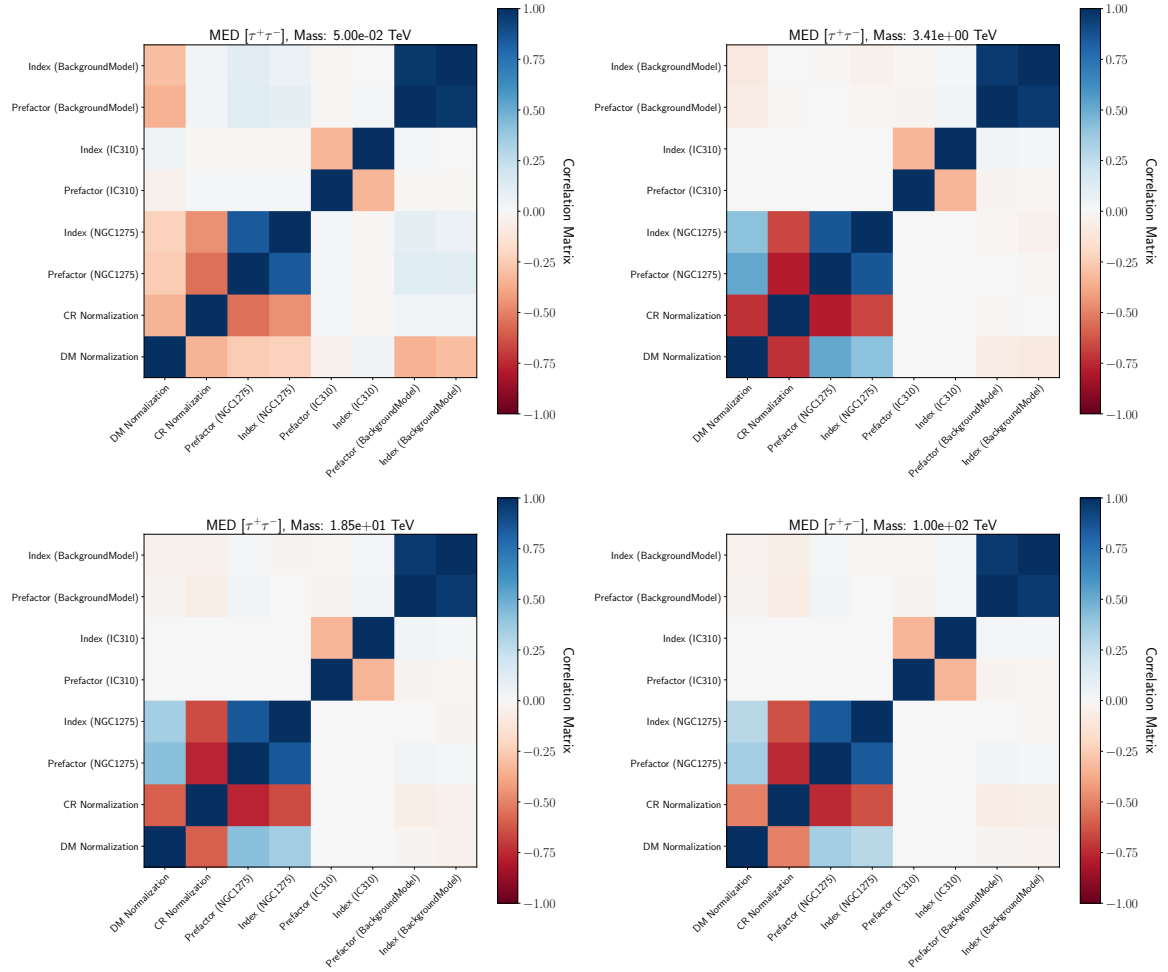 MED [τ⁺τ⁻], Mass: 5.00e-02 TeV
Index (BackgroundModel)
Prefactor (BackgroundModel)
Index (IC310)
Prefactor (IC310)
Index (NGC1275)
Prefactor (NGC1275)
CR Normalization
DM Normalization
DM Normalization
CR Normalization
Prefactor (NGC1275)
Index (NGC1275)
Prefactor (IC310)
Index (IC310)
Prefactor (BackgroundModel)
Index (BackgroundModel)
1.00
0.75
0.50
0.25
0.00
−0.25
−0.50
−0.75
−1.00
Correlation Matrix
MED [τ⁺τ⁻], Mass: 3.41e+00 TeV
Index (BackgroundModel)
Prefactor (BackgroundModel)
Index (IC310)
Prefactor (IC310)
Index (NGC1275)
Prefactor (NGC1275)
CR Normalization
DM Normalization
DM Normalization
CR Normalization
Prefactor (NGC1275)
Index (NGC1275)
Prefactor (IC310)
Index (IC310)
Prefactor (BackgroundModel)
Index (BackgroundModel)
1.00
0.75
0.50
0.25
0.00
−0.25
−0.50
−0.75
−1.00
Correlation Matrix
MED [τ⁺τ⁻], Mass: 1.85e+01 TeV
Index (BackgroundModel)
Prefactor (BackgroundModel)
Index (IC310)
Prefactor (IC310)
Index (NGC1275)
Prefactor (NGC1275)
CR Normalization
DM Normalization
DM Normalization
CR Normalization
Prefactor (NGC1275)
Index (NGC1275)
Prefactor (IC310)
Index (IC310)
Prefactor (BackgroundModel)
Index (BackgroundModel)
1.00
0.75
0.50
0.25
0.00
−0.25
−0.50
−0.75
−1.00
Correlation Matrix
MED [τ⁺τ⁻], Mass: 1.00e+02 TeV
Index (BackgroundModel)
Prefactor (BackgroundModel)
Index (IC310)
Prefactor (IC310)
Index (NGC1275)
Prefactor (NGC1275)
CR Normalization
DM Normalization
DM Normalization
CR Normalization
Prefactor (NGC1275)
Index (NGC1275)
Prefactor (IC310)
Index (IC310)
Prefactor (BackgroundModel)
Index (BackgroundModel)
1.00
0.75
0.50
0.25
0.00
−0.25
−0.50
−0.75
−1.00
Correlation Matrix